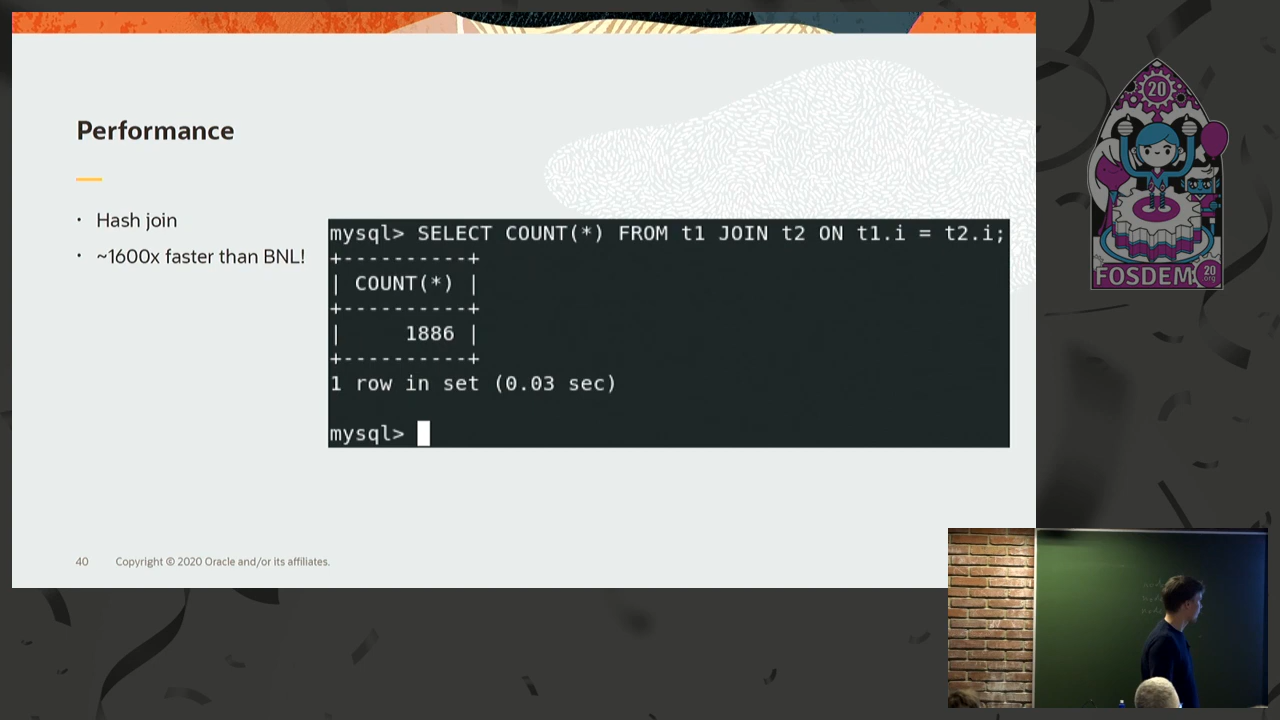 Performance
• Hash join
• ~1600x faster than BNL!
mysql> SELECT COUNT(*) FROM t1 JOIN t2 ON t1.i = t2.i;
+----------+
| COUNT(*) |
+----------+
|     1886 |
+----------+
1 row in set (0.03 sec)
mysql>
40 Copyright © 2020 Oracle and/or its affiliates.
20
FOSDEM
20
org